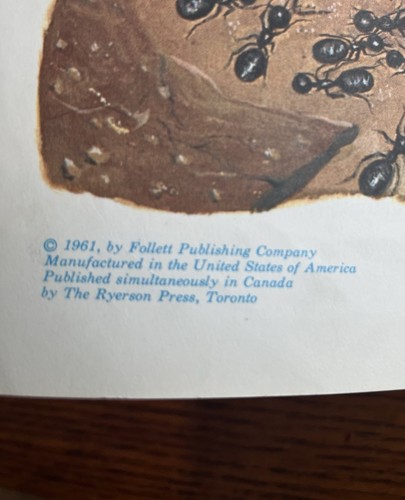 © 1961, by Follett Publishing Company
Manufactured in the United States of America
Published simultaneously in Canada
by The Ryerson Press, Toronto